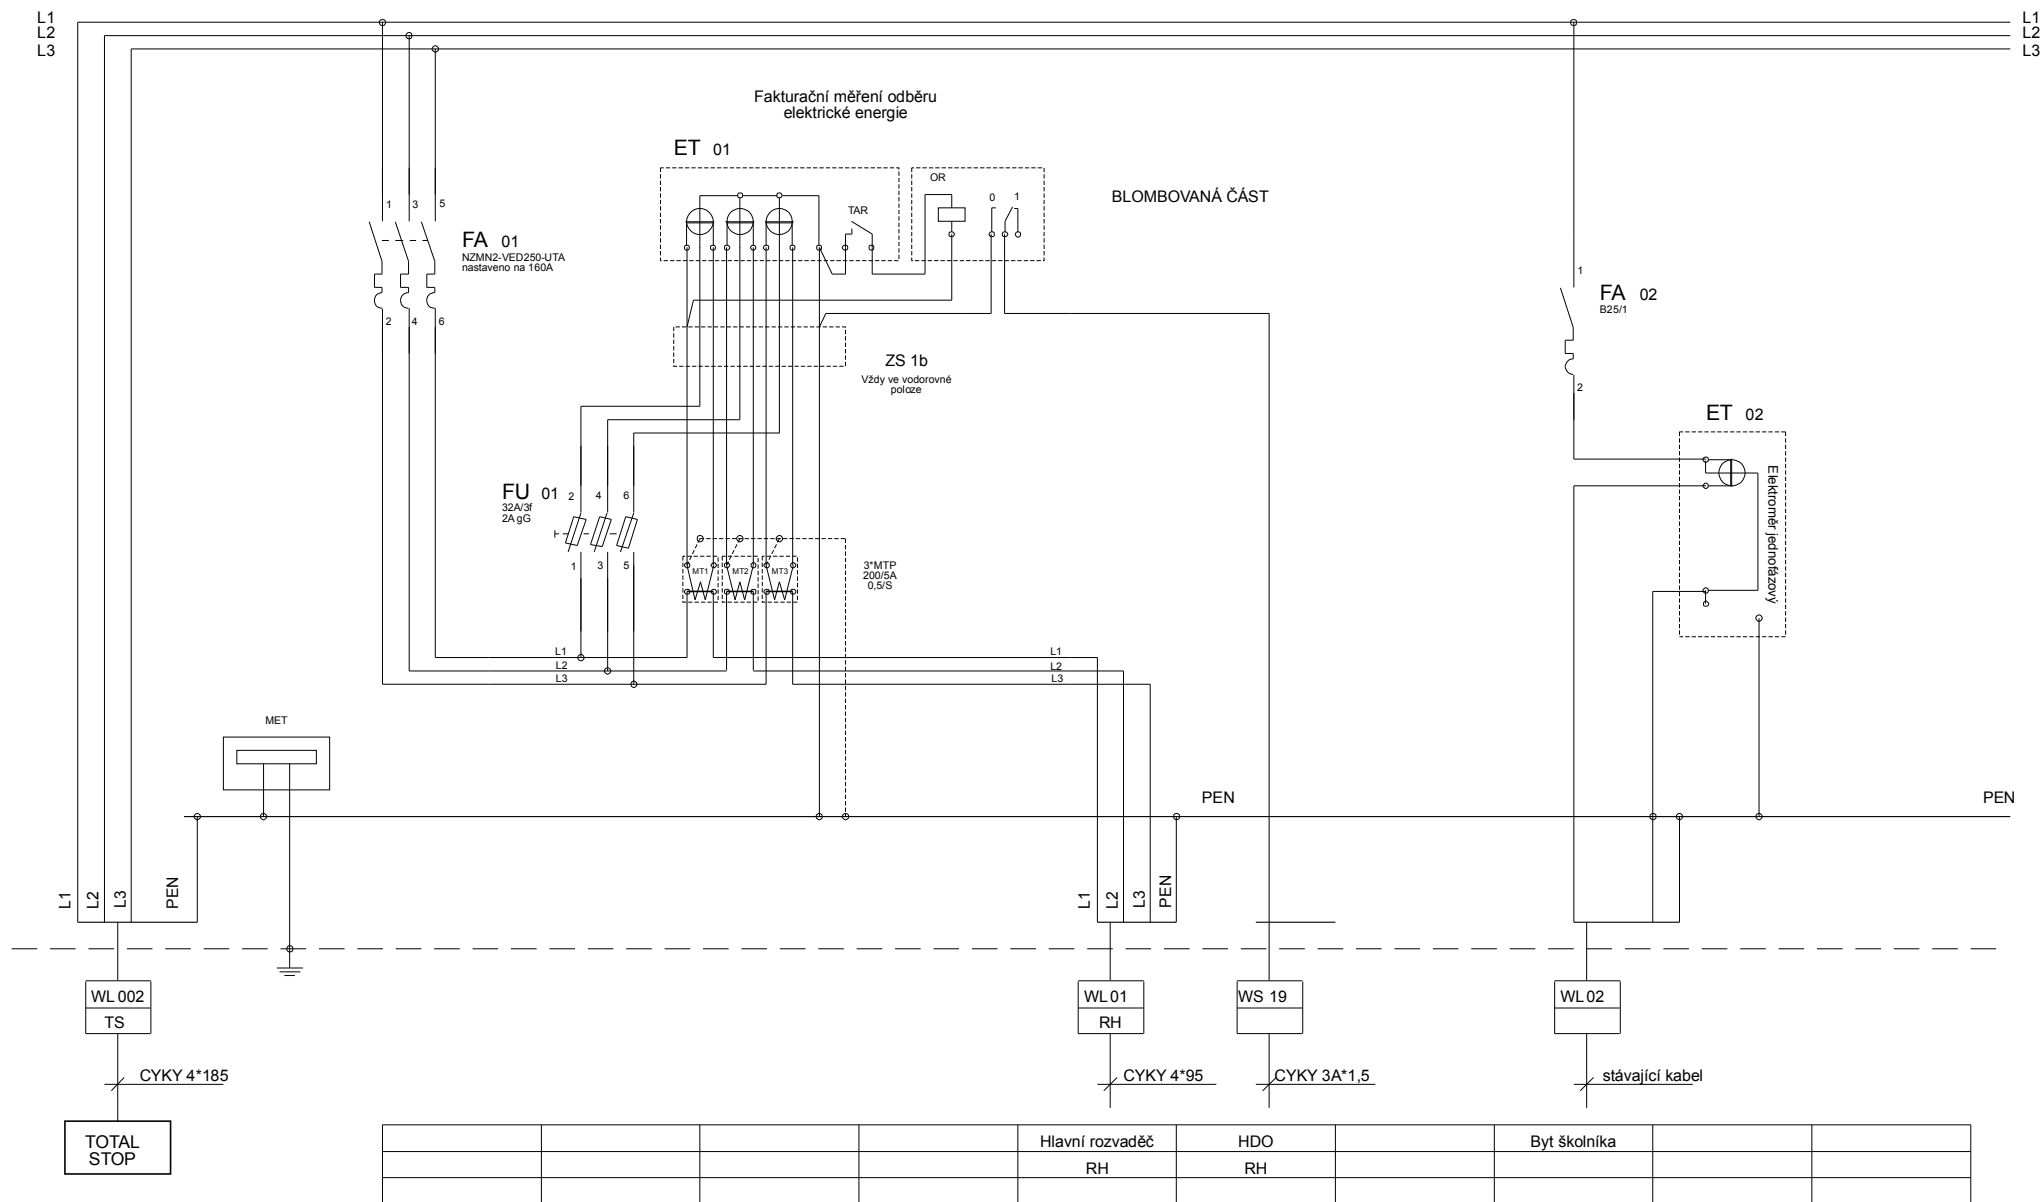 L1
L2
L3
L1
L2
L3
Fakturační měření odběru
elektrické energie
ET 01
OR
TAR
0 1
BLOMBOVANÁ ČÁST
1 3 5
FA 01
NZMN2-VED250-UTA
nastaveno na 160A
2 4 6
1
FA 02
B25/1
2
ZS 1b
Vždy ve vodorovné
poloze
ET 02
Elektroměr jednofázový
FU 01
32A/3f
2A gG
2 4 6
1 3 5
MT1 MT2 MT3
3*MTP
200/5A
0,5/S
L1
L2
L3
L1
L2
L3
MET
PEN
PEN
L1
L2
L3
PEN
L1
L2
L3
PEN
WL 002
TS
WL 01
RH
WS 19
WL 02
CYKY 4*185
CYKY 4*95
CYKY 3A*1,5
stávající kabel
TOTAL
STOP
Hlavní rozvaděč HDO Byt školníka
RH RH